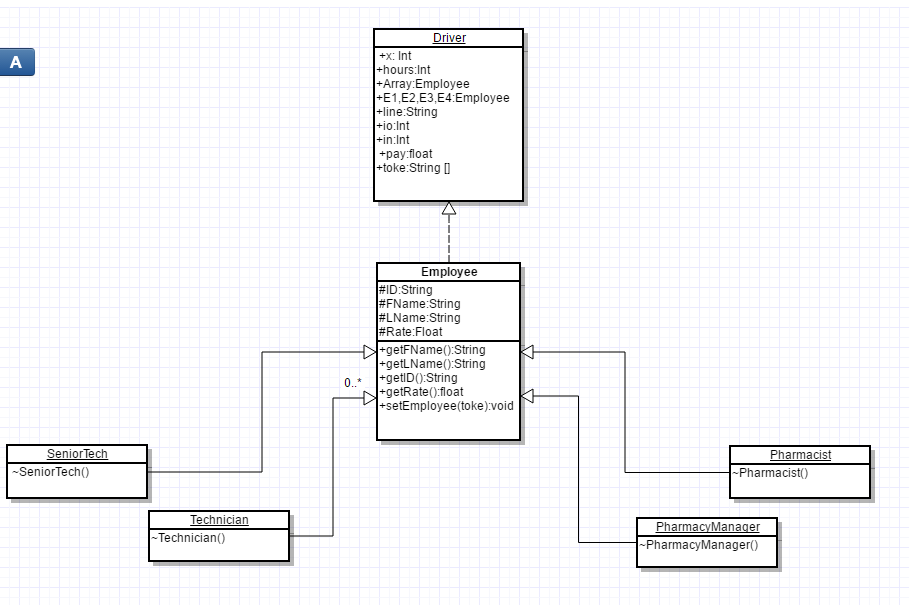 A
Driver
+x: Int
+hours:Int
+Array:Employee
+E1,E2,E3,E4:Employee
+line:String
+io:Int
+in:Int
+pay:float
+toke:String []
Employee
#ID:String
#FName:String
#LName:String
#Rate:Float
+getFName():String
+getLName():String
+getID():String
+getRate():float
+setEmployee(toke):void
0..*
SeniorTech
~SeniorTech()
Technician
~Technician()
Pharmacist
~Pharmacist()
PharmacyManager
~PharmacyManager()